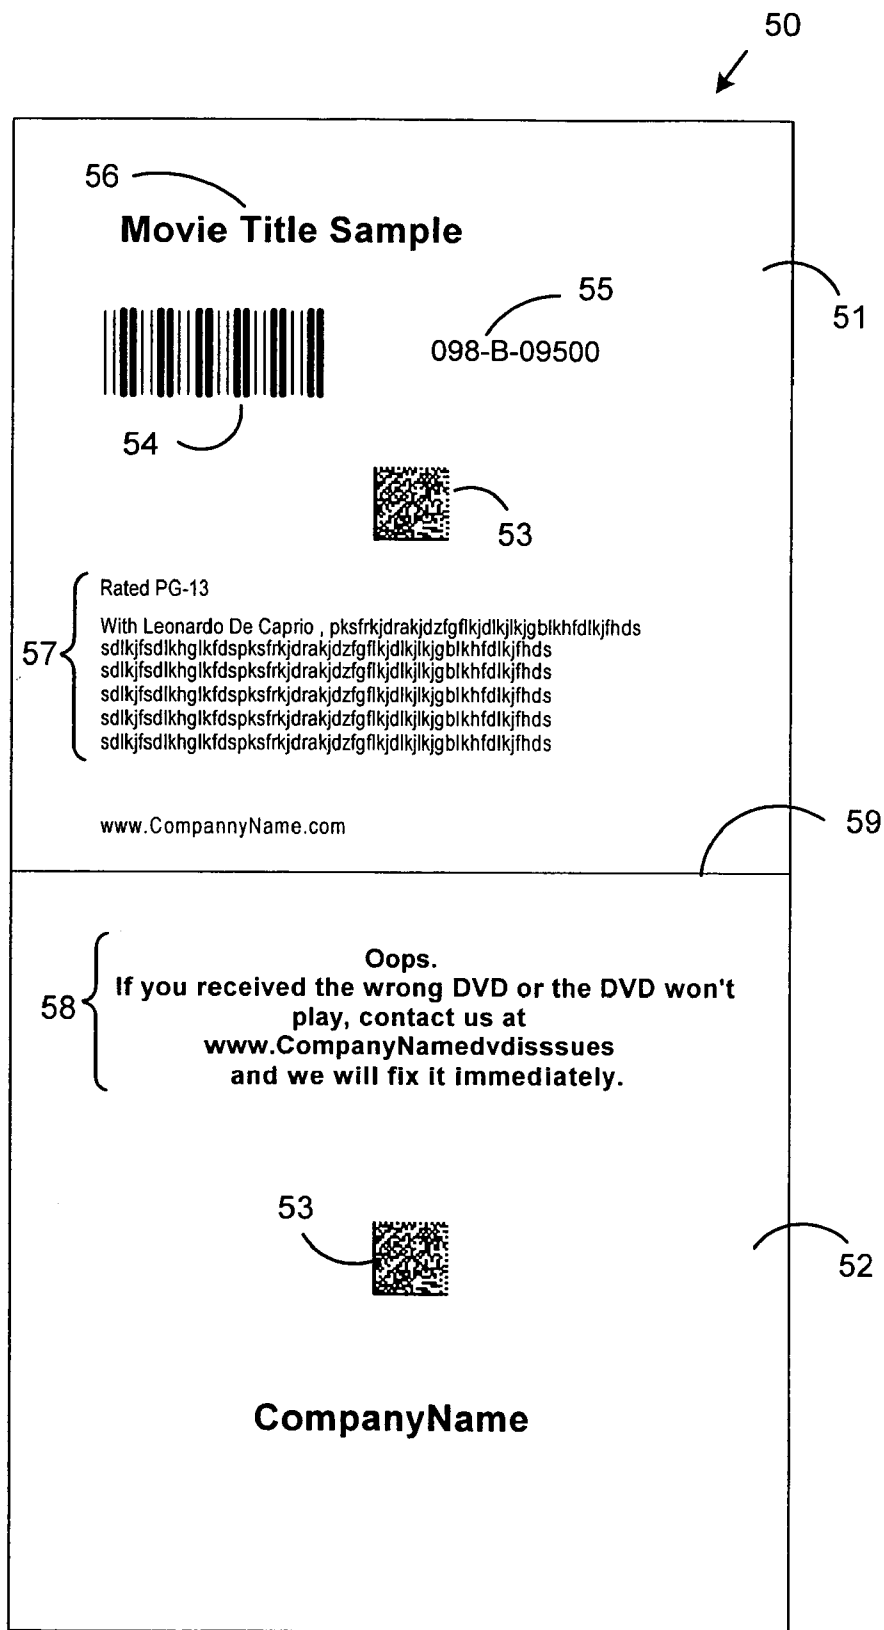 50
56
Movie Title Sample
51
55
098-B-09500
54
53
57
Rated PG-13
With Leonardo De Caprio , pksfrkjdrakjdzfgflkjdlkjlkjgblkhfdlkjfhds
sdlkjfsdlkhglkfdspksfrkjdrakjdzfgflkjdlkjlkjgblkhfdlkjfhds
sdlkjfsdlkhglkfdspksfrkjdrakjdzfgflkjdlkjlkjgblkhfdlkjfhds
sdlkjfsdlkhglkfdspksfrkjdrakjdzfgflkjdlkjlkjgblkhfdlkjfhds
sdlkjfsdlkhglkfdspksfrkjdrakjdzfgflkjdlkjlkjgblkhfdlkjfhds
sdlkjfsdlkhglkfdspksfrkjdrakjdzfgflkjdlkjlkjgblkhfdlkjfhds
www.CompannyName.com
59
58
Oops.
If you received the wrong DVD or the DVD won't
play, contact us at
www.CompanyNamedvdisssues
and we will fix it immediately.
53
52
CompanyName